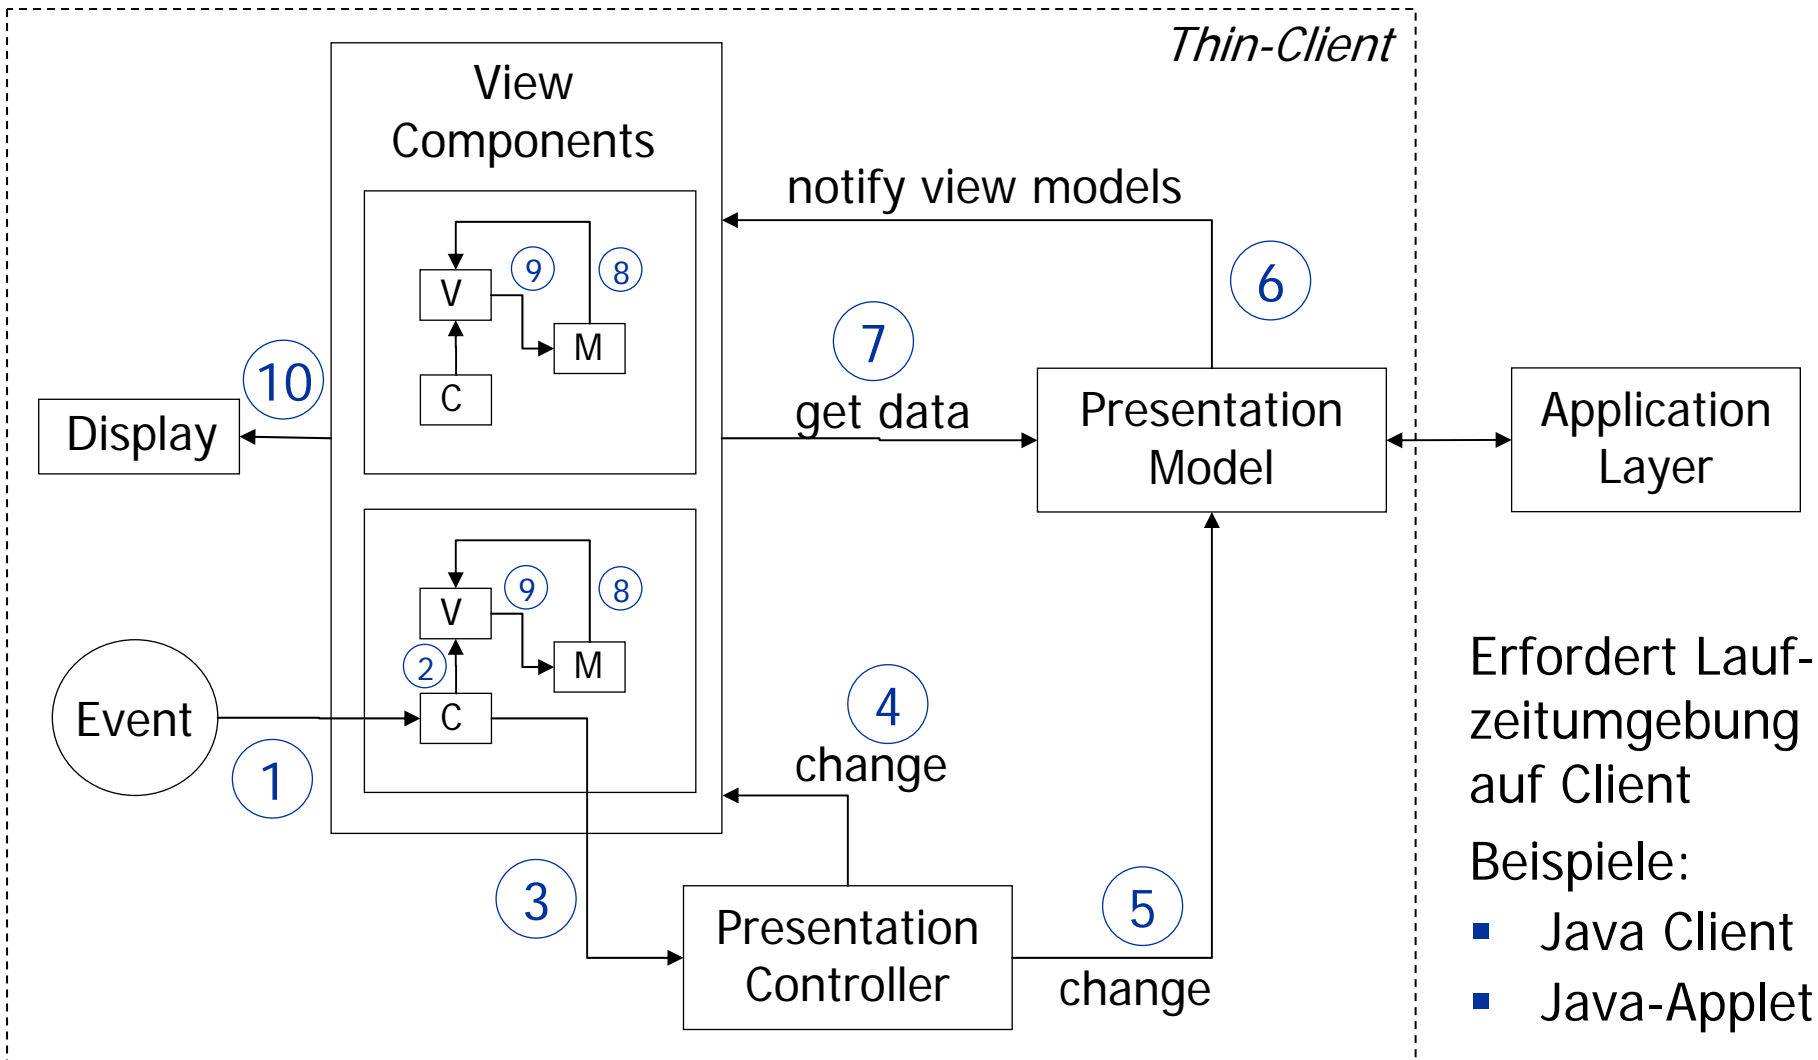 Thin-Client
View
Components
notify view models
9
8
6
V
7
M
10
C
get data
Display
Presentation
Model
Application
Layer
9
8
V
2
M
4
C
Event
change
1
3
5
Presentation
Controller
change
Erfordert Lauf-
zeitumgebung
auf Client
Beispiele:
▪ Java Client
▪ Java-Applet